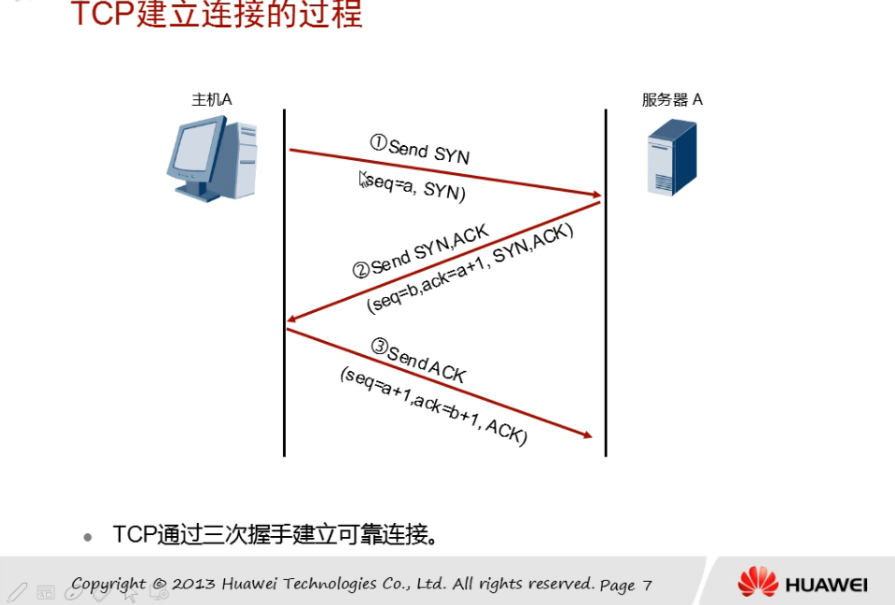 TCP建立连接的过程
主机A
服务器 A
①Send SYN
(seq=a, SYN)
②Send SYN,ACK
(seq=b,ack=a+1, SYN,ACK)
③SendACK
(seq=a+1,ack=b+1, ACK)
• TCP通过三次握手建立可靠连接。
Copyright © 2013 Huawei Technologies Co., Ltd. All rights reserved. Page 7
HUAWEI